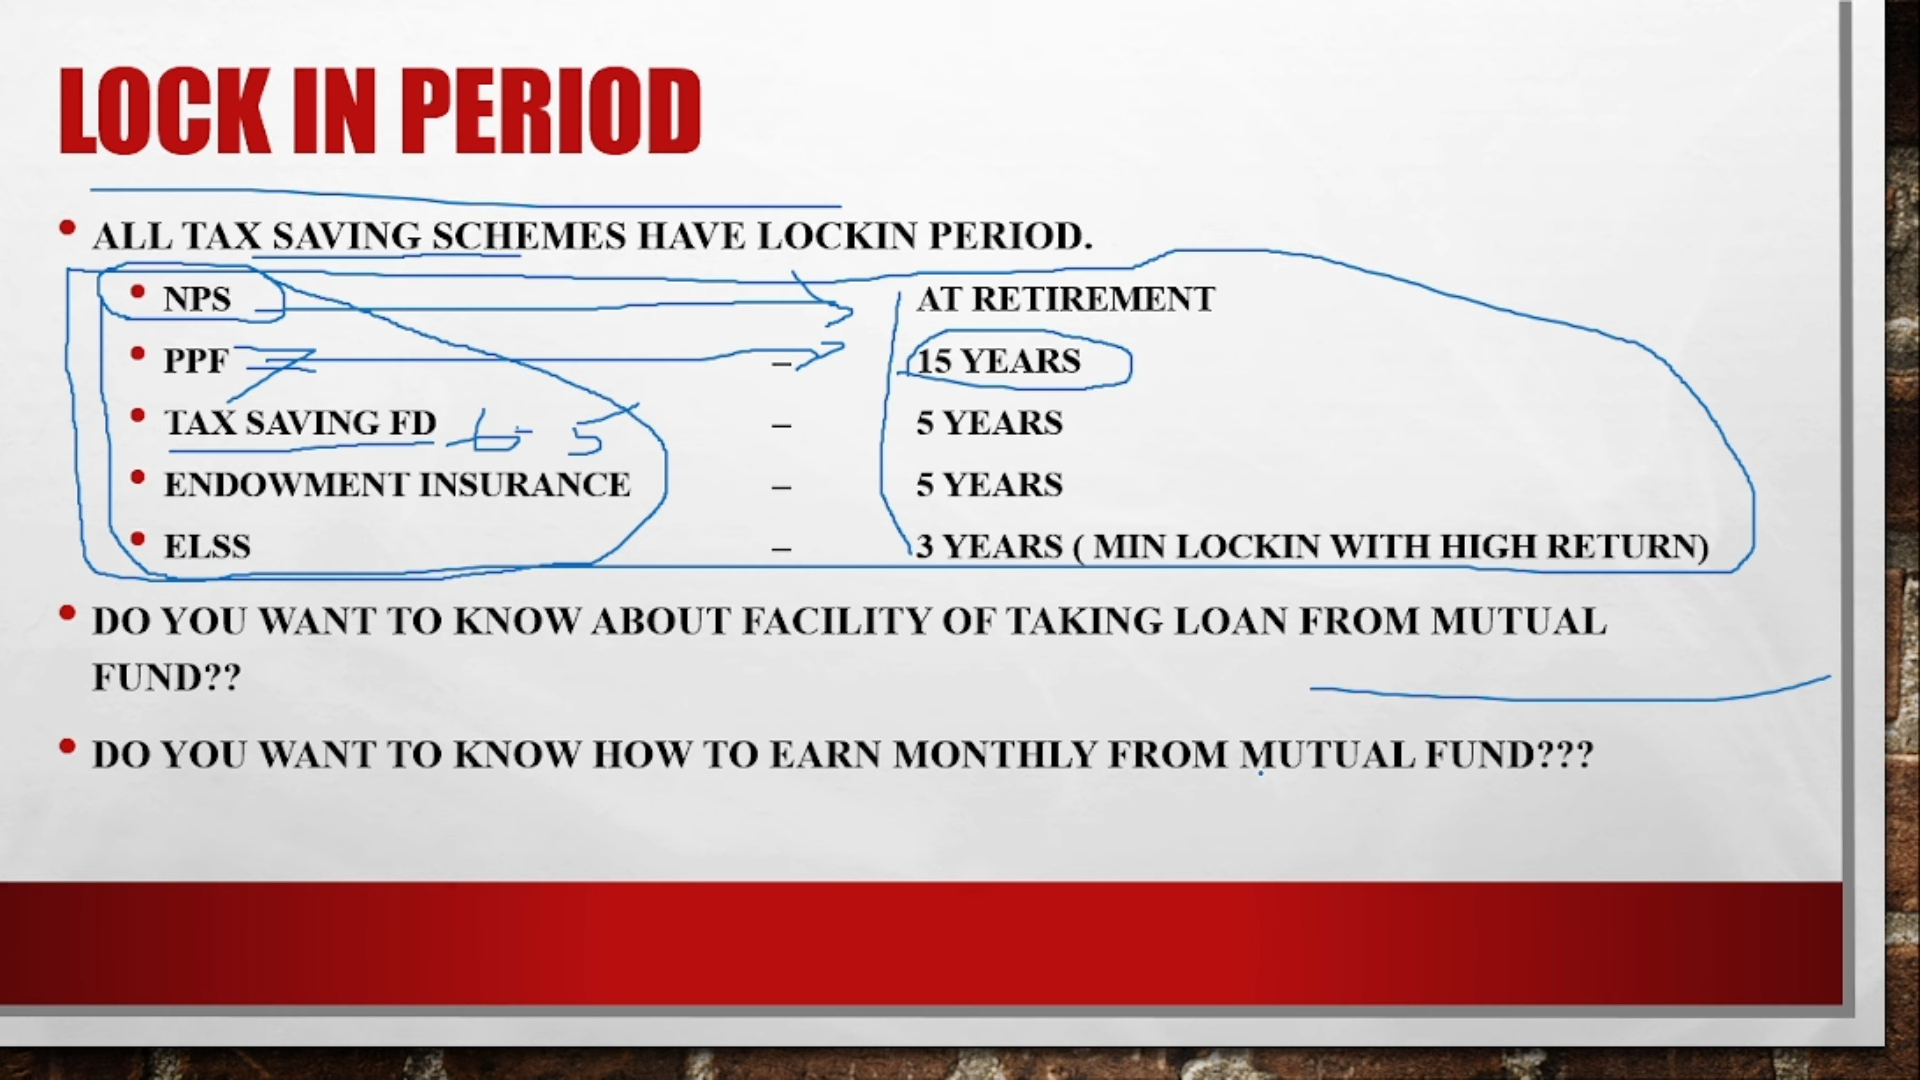 LOCK IN PERIOD
• ALL TAX SAVING SCHEMES HAVE LOCKIN PERIOD.
• NPS AT RETIREMENT
• PPF – 15 YEARS
• TAX SAVING FD – 5 YEARS
• ENDOWMENT INSURANCE – 5 YEARS
• ELSS – 3 YEARS ( MIN LOCKIN WITH HIGH RETURN)
• DO YOU WANT TO KNOW ABOUT FACILITY OF TAKING LOAN FROM MUTUAL
FUND??
• DO YOU WANT TO KNOW HOW TO EARN MONTHLY FROM MUTUAL FUND???